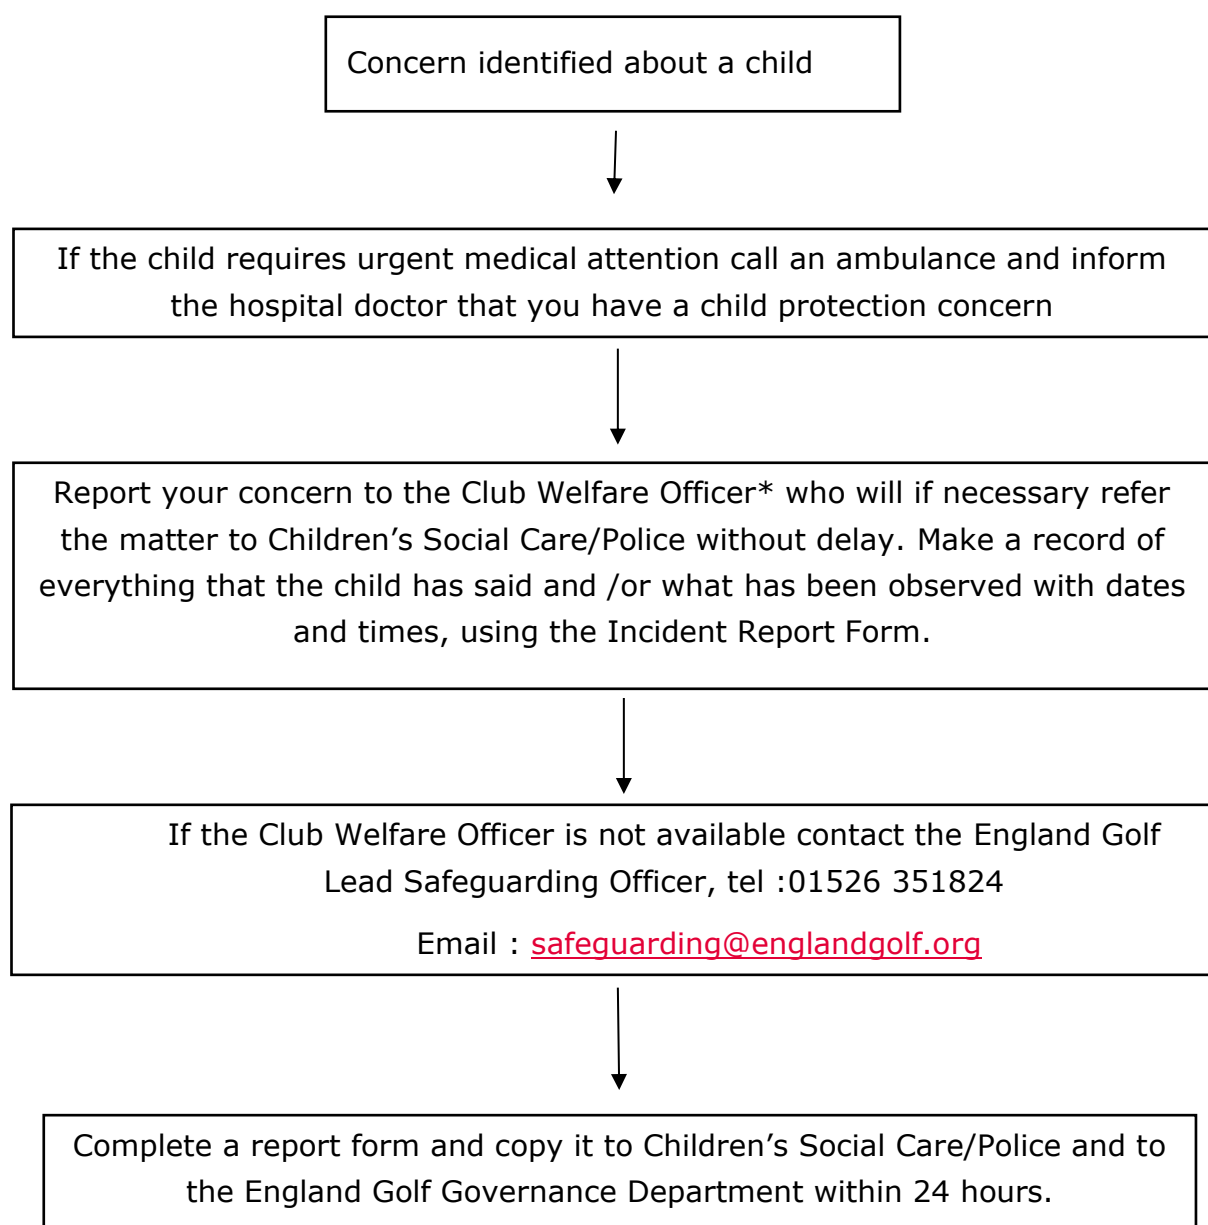 Concern identified about a child
If the child requires urgent medical attention call an ambulance and inform
the hospital doctor that you have a child protection concern
Report your concern to the Club Welfare Officer* who will if necessary refer
the matter to Children’s Social Care/Police without delay. Make a record of
everything that the child has said and /or what has been observed with dates
and times, using the Incident Report Form.
If the Club Welfare Officer is not available contact the England Golf
Lead Safeguarding Officer, tel :01526 351824
Email : safeguarding@englandgolf.org
Complete a report form and copy it to Children’s Social Care/Police and to
the England Golf Governance Department within 24 hours.